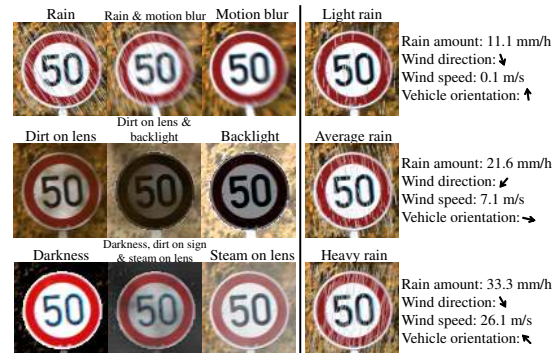 Rain
Rain & motion blur
Motion blur
50
50
50
Dirt on lens
Dirt on lens &
backlight
Backlight
50
50
50
Darkness
Darkness, dirt on sign
& steam on lens
Steam on lens
50
50
50
Light rain
50
Rain amount: 11.1 mm/h
Wind direction:
Wind speed: 0.1 m/s
Vehicle orientation:
Average rain
50
Rain amount: 21.6 mm/h
Wind direction:
Wind speed: 7.1 m/s
Vehicle orientation:
Heavy rain
50
Rain amount: 33.3 mm/h
Wind direction:
Wind speed: 26.1 m/s
Vehicle orientation: